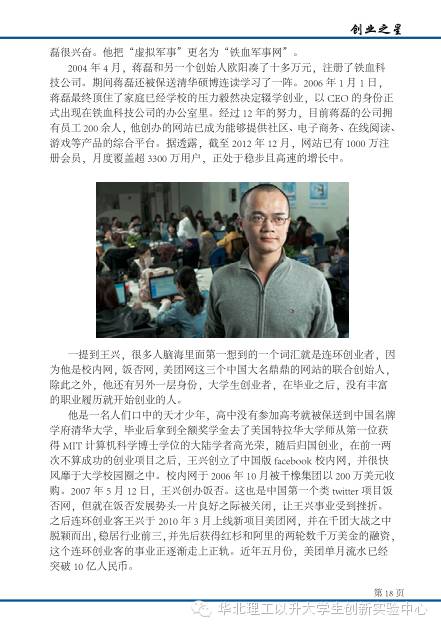 创业之星
磊很兴奋。他把“虚拟军事”更名为“铁血军事网”。
2004 年 4 月，蒋磊和另一个创始人欧阳凑了十多万元，注册了铁血科
技公司。期间蒋磊还被保送清华硕博连读学习了一阵。2006 年 1 月 1 日，
蒋磊最终顶住了家庭已经学校的压力毅然决定辍学创业，以 CEO 的身份正
式出现在铁血科技公司的办公室里。经过 12 年的努力，目前蒋磊的公司拥
有员工 200 余人，他创办的网站已成为能够提供社区、电子商务、在线阅读、
游戏等产品的综合平台。据透露，截至 2012 年 12 月，网站已有 1000 万注
册会员，月度覆盖超 3300 万用户，正处于稳步且高速的增长中。
一提到王兴，很多人脑海里面第一想到的一个词汇就是连环创业者，因
为他是校内网，饭否网，美团网这三个中国大名鼎鼎的网站的联合创始人，
除此之外，他还有另外一层身份，大学生创业者，在毕业之后，没有丰富
的职业履历就开始创业的人。
他是一名人们口中的天才少年，高中没有参加高考就被保送到中国名牌
学府清华大学，毕业后拿到全额奖学金去了美国特拉华大学师从第一位获
得 MIT 计算机科学博士学位的大陆学者高光荣，随后归国创业，在前一两
次不算成功的创业项目之后，王兴创立了中国版 facebook 校内网，并很快
风靡于大学校园圈之中。校内网于 2006 年 10 月被千橡集团以 200 万美元收
购。2007 年 5 月 12 日，王兴创办饭否。这也是中国第一个类 twitter 项目饭
否网，但就在饭否发展势头一片良好之际被关闭，让王兴事业受到挫折。
之后连环创业客王兴于 2010 年 3 月上线新项目美团网，并在千团大战之中
脱颖而出，稳居行业前三，并先后获得红杉和阿里的两轮数千万美金的融资，
这个连环创业客的事业正逐渐走上正轨。近年五月份，美团单月流水已经
突破 10 亿人民币。
第 18 页
华北理工以升大学生创新实验中心